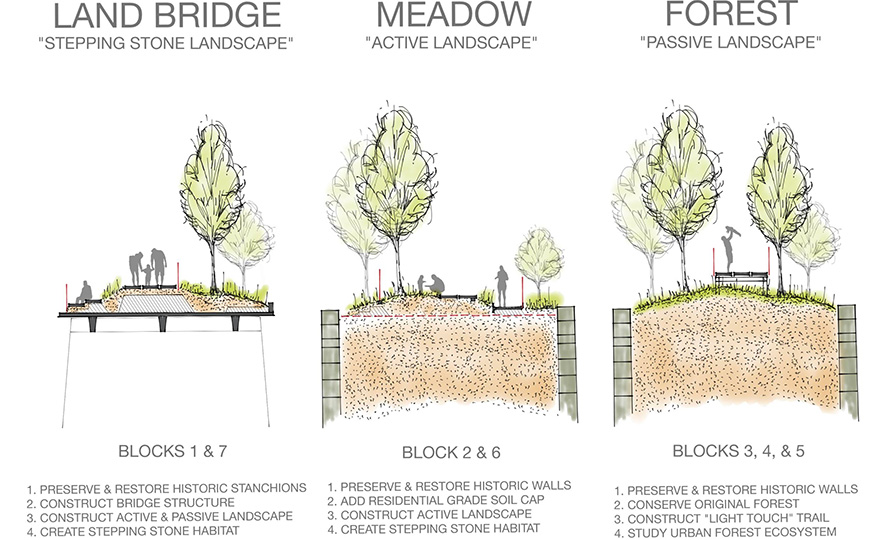 LAND BRIDGE
"STEPPING STONE LANDSCAPE"
BLOCKS 1 & 7
1. PRESERVE & RESTORE HISTORIC STANCHIONS
2. CONSTRUCT BRIDGE STRUCTURE
3. CONSTRUCT ACTIVE & PASSIVE LANDSCAPE
4. CREATE STEPPING STONE HABITAT
MEADOW
"ACTIVE LANDSCAPE"
BLOCK 2 & 6
1. PRESERVE & RESTORE HISTORIC WALLS
2. ADD RESIDENTIAL GRADE SOIL CAP
3. CONSTRUCT ACTIVE LANDSCAPE
4. CREATE STEPPING STONE HABITAT
FOREST
"PASSIVE LANDSCAPE"
BLOCKS 3, 4, & 5
1. PRESERVE & RESTORE HISTORIC WALLS
2. CONSERVE ORIGINAL FOREST
3. CONSTRUCT "LIGHT TOUCH" TRAIL
4. STUDY URBAN FOREST ECOSYSTEM